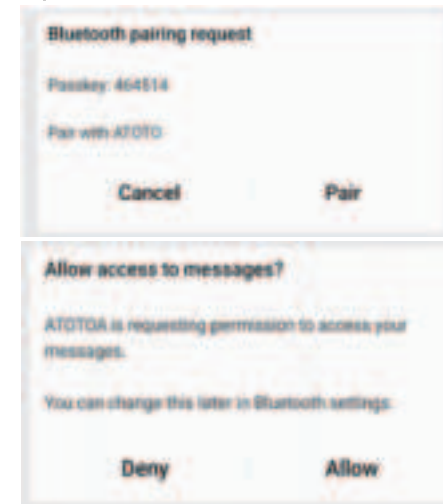 Bluetooth pairing request
Passkey: 464514
Pair with ATOTO
Cancel Pair
Allow access to messages?
ATOTOA is requesting permission to access your
messages.
You can change this later in Bluetooth settings.
Deny Allow